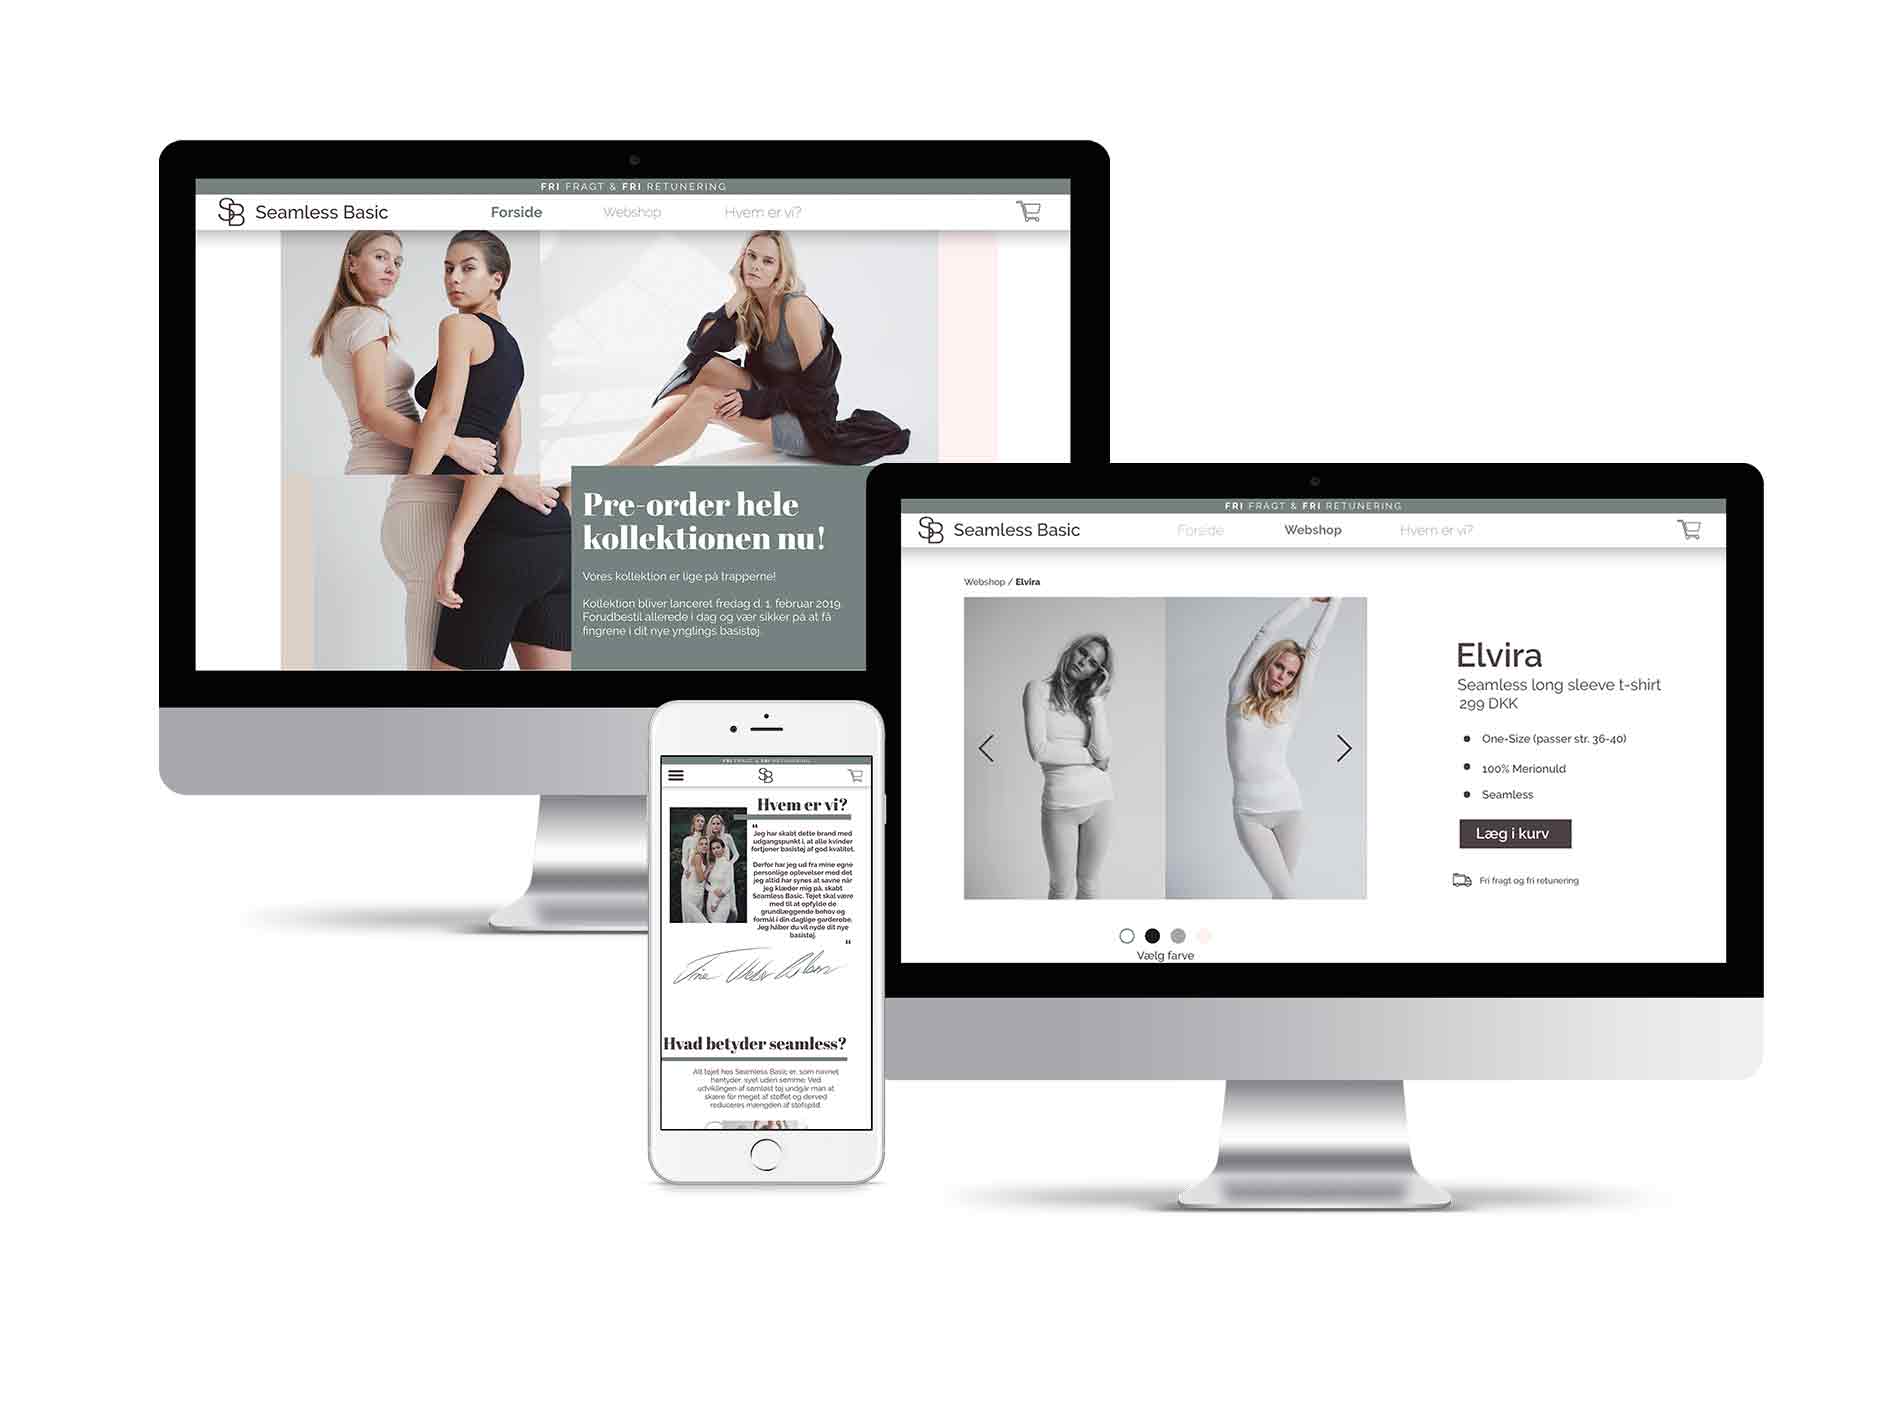 FRI FRAGT & FRI RETUNERING
SB Seamless Basic Forside Webshop Hvem er vi?
Pre-order hele
kollektionen nu!
Vores kollektion er lige på trapperne!
Kollektion bliver lanceret fredag d. 1. februar 2019.
Forudbestil allerede i dag og vær sikker på at få
fingrene i dit nye ynglings basistøj.
FRI FRAGT & FRI RETUNERING
SB Seamless Basic Forside Webshop Hvem er vi?
Webshop / Elvira
Elvira
Seamless long sleeve t-shirt
299 DKK
• One-Size (passer str. 36-40)
• 100% Merionuld
• Seamless
Læg i kurv
Fri fragt og fri retunering
Vælg farve
FRI FRAGT & FRI RETUNERING
SB
Hvem er vi?
“
Jeg har skabt dette brand med
udgangspunkt i, at alle kvinder
fortjener basistøj af god kvalitet.
Derfor har jeg ud fra mine egne
personlige oplevelser med det
jeg altid har synes at savne når
jeg klæder mig på, skabt
Seamless Basic. Tøjet skal være
med til at opfylde de
grundlæggende behov og
formål i din daglige garderobe.
Jeg håber du vil nyde dit nye
basistøj.
”
Hvad betyder seamless?
Alt tøjet hos Seamless Basic er, som navnet
hentyder, syet uden sømme. Ved
udviklingen af sømløst tøj undgår man at
skære for meget af stoffet og derved
reduceres mængden af stofspild.